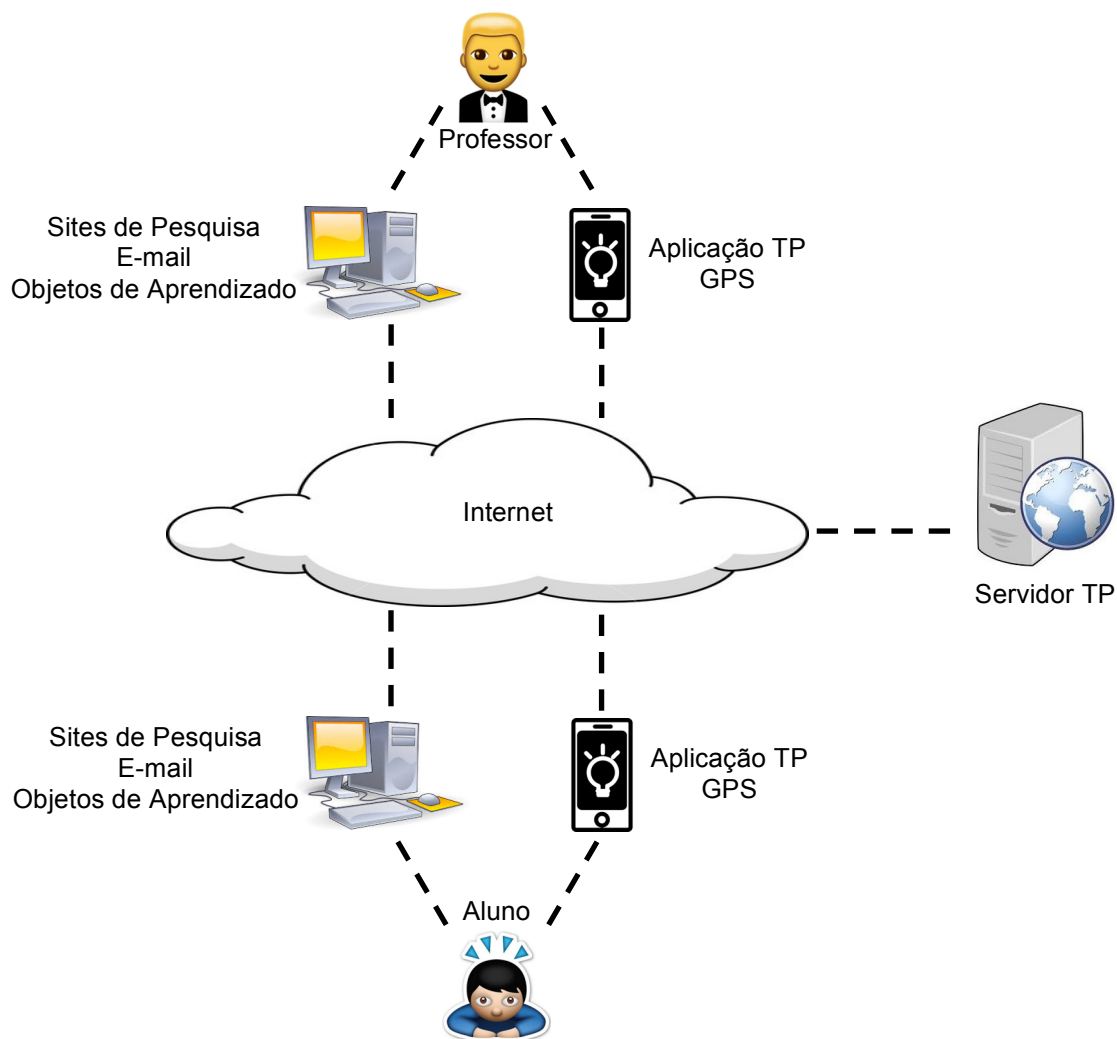 Professor
Sites de Pesquisa
E-mail
Objetos de Aprendizado
Aplicação TP
GPS
Internet
Servidor TP
Sites de Pesquisa
E-mail
Objetos de Aprendizado
Aplicação TP
GPS
Aluno